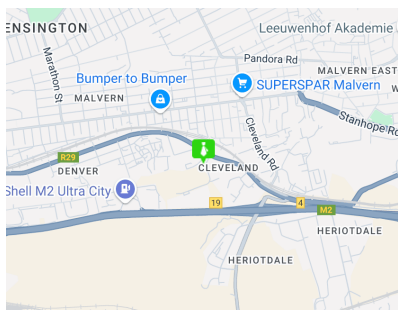 ENSINGTON
Leeuwenhof Akademie
Marathon St
Pandora Rd
Bumper to Bumper
MALVERN EAST
SUPERSPAR Malvern
MALVERN
W
Stanhope Rd
Cleveland Rd
R29
DENVER
CLEVELAND
Shell M2 Ultra City
19
4
M2
HERIOTDALE
HERIOTDALE